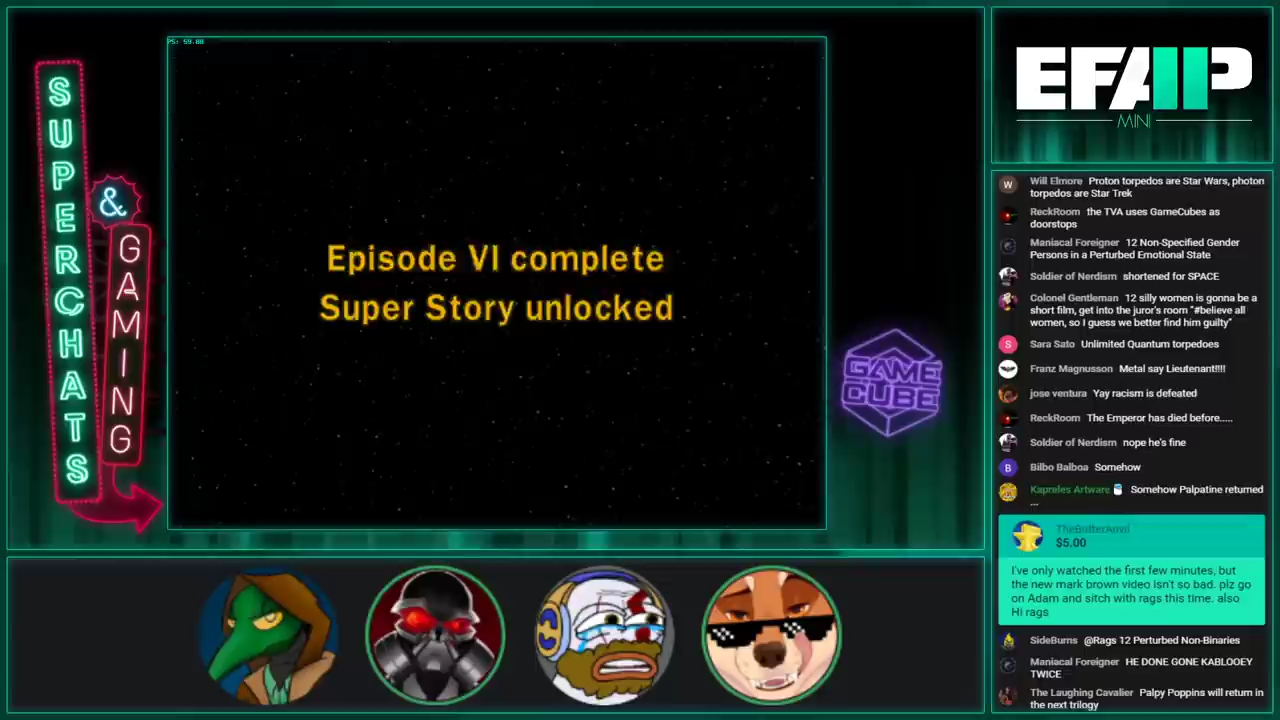 SUPERCHATS
&
GAMING
PS: 59.88
Episode VI complete
Super Story unlocked
GAME
CUBE
EFAP
MINI
W Will Elmore Proton torpedos are Star Wars, photon
torpedos are Star Trek
ReckRoom the TVA uses GameCubes as
doorstops
Maniacal Foreigner 12 Non-Specified Gender
Persons in a Perturbed Emotional State
Soldier of Nerdism shortened for SPACE
Colonel Gentleman 12 silly women is gonna be a
short film, get into the juror's room "#believe all
women, so I guess we better find him guilty"
S Sara Sato Unlimited Quantum torpedoes
Franz Magnusson Metal say Lieutenant!!!!
jose ventura Yay racism is defeated
ReckRoom The Emperor has died before.....
Soldier of Nerdism nope he's fine
B Bilbo Balboa Somehow
Kapreles Artware Somehow Palpatine returned
...
TheButterAnvil
$5.00
I've only watched the first few minutes, but
the new mark brown video isn't so bad. plz go
on Adam and sitch with rags this time. also
Hi rags
SideBurns @Rags 12 Perturbed Non-Binaries
Maniacal Foreigner HE DONE GONE KABLOOEY
TWICE
The Laughing Cavalier Palpy Poppins will return in
the next trilogy